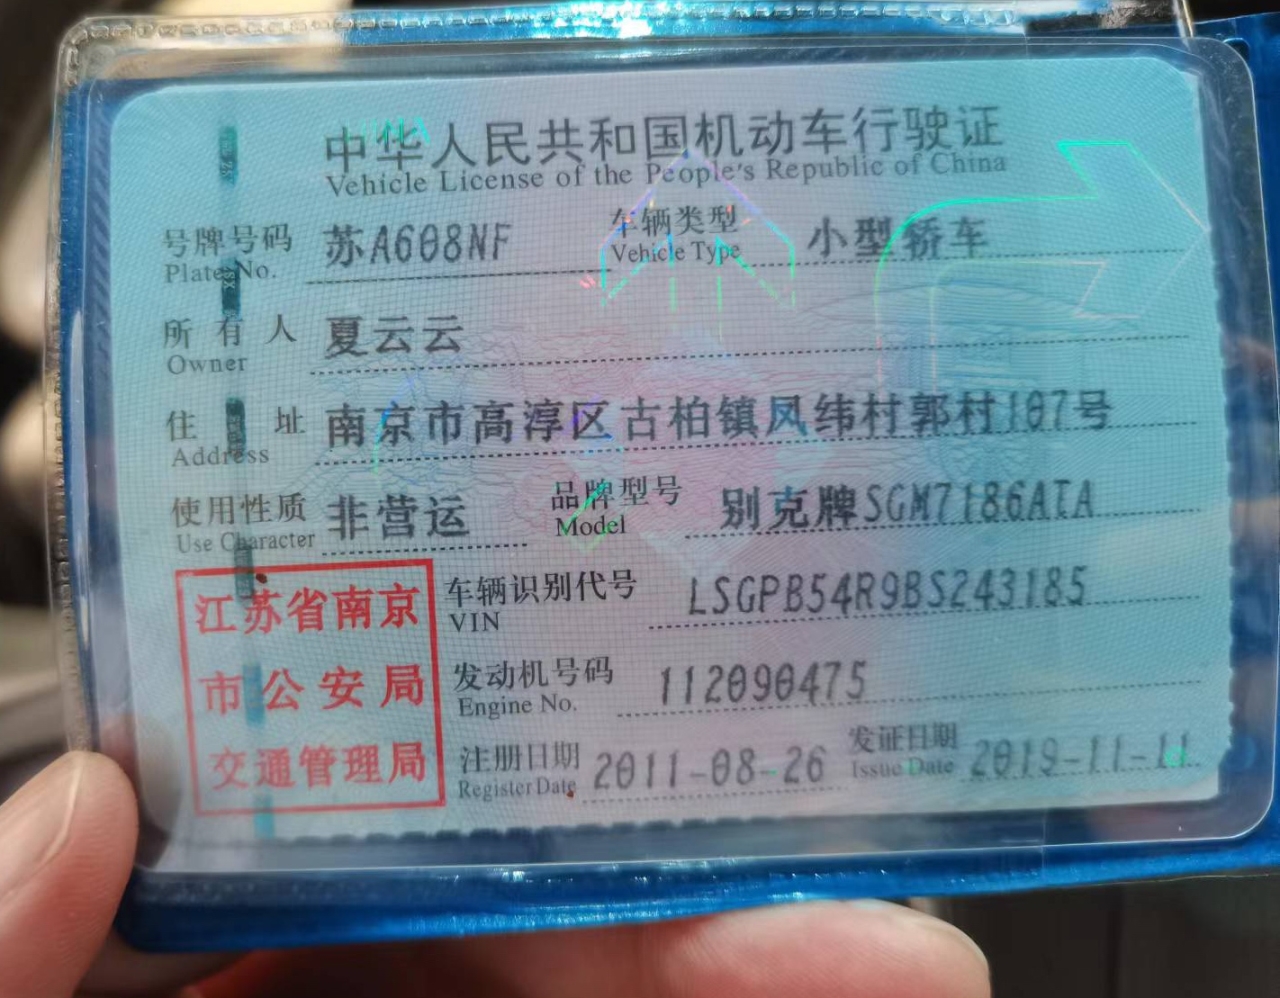 中华人民共和国机动车行驶证
Vehicle License of the People's Republic of China
号牌号码 苏A608NF 车辆类型 小型轿车
Plate No. Vehicle Type
所有人 夏云云
Owner
住址 南京市高淳区古柏镇凤纬村郭村107号
Address
使用性质 非营运 品牌型号 别克牌SGM7186ATA
Use Character Model
江苏省南京 车辆识别代号 LSGPB54R9BS243185
VIN
市公安局 发动机号码 112090475
Engine No.
交通管理局 注册日期 2011-08-26 发证日期 2019-11-11
Register Date Issue Date